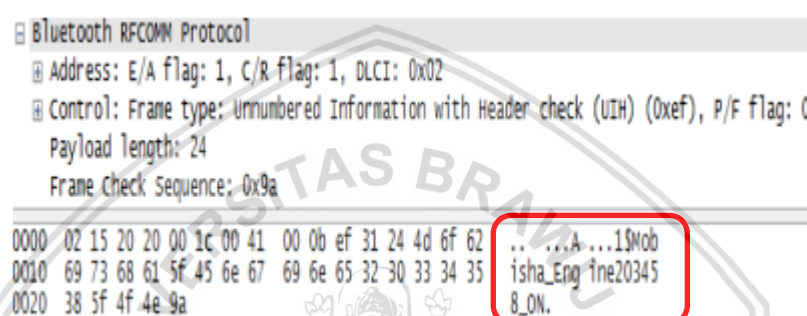 Bluetooth RFCOMM Protocol
Address: E/A flag: 1, C/R flag: 1, DLCI: 0x02
Control: Frame type: Unnumbered Information with Header check (UIH) (0xef), P/F flag: 0
Payload length: 24
Frame Check Sequence: 0x9a
0000 02 15 20 20 00 1c 00 41 00 0b ef 31 24 4d 6f 62 .. ...A ...1$Mob
0010 69 73 68 61 5f 45 6e 67 69 6e 65 32 30 33 34 35 isha_Eng ine20345
0020 38 5f 4f 4e 9a 8_ON.